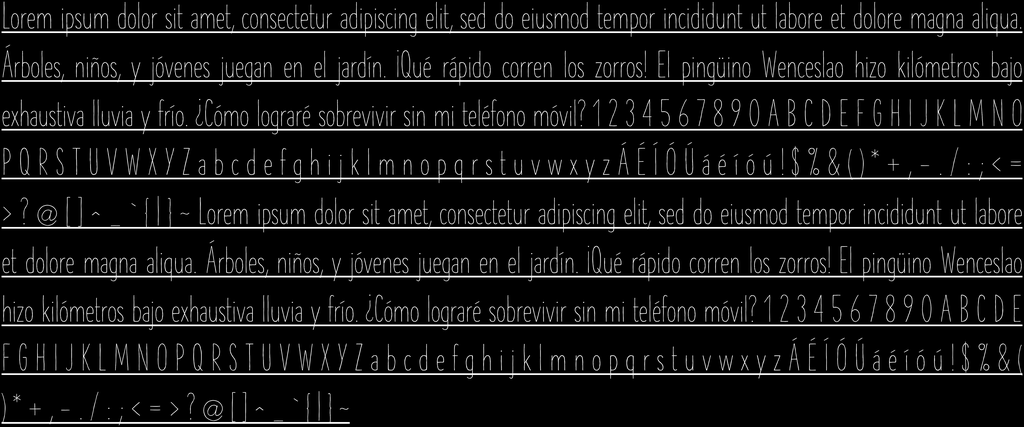 Lorem ipsum dolor sit amet, consectetur adipiscing elit, sed do eiusmod tempor incididunt ut labore et dolore magna aliqua.
Árboles, niños, y jóvenes juegan en el jardín. ¡Qué rápido corren los zorros! El pingüino Wenceslao hizo kilómetros bajo
exhaustiva lluvia y frío. ¿Cómo lograré sobrevivir sin mi teléfono móvil? 1 2 3 4 5 6 7 8 9 0 A B C D E F G H I J K L M N O
P Q R S T U V W X Y Z a b c d e f g h i j k l m n o p q r s t u v w x y z Á É Í Ó Ú á é í ó ú ! $ % & ( ) * + , - . / : ; < =
> ? @ [ ] ^ _ ` { | } ~ Lorem ipsum dolor sit amet, consectetur adipiscing elit, sed do eiusmod tempor incididunt ut labore
et dolore magna aliqua. Árboles, niños, y jóvenes juegan en el jardín. ¡Qué rápido corren los zorros! El pingüino Wenceslao
hizo kilómetros bajo exhaustiva lluvia y frío. ¿Cómo lograré sobrevivir sin mi teléfono móvil? 1 2 3 4 5 6 7 8 9 0 A B C D E
F G H I J K L M N O P Q R S T U V W X Y Z a b c d e f g h i j k l m n o p q r s t u v w x y z Á É Í Ó Ú á é í ó ú ! $ % & (
) * + , - . / : ; < = > ? @ [ ] ^ _ ` { | } ~